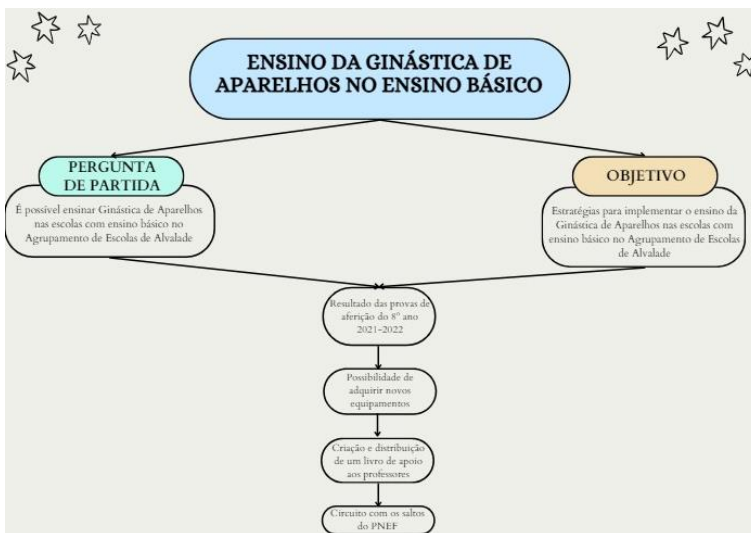 ENSINO DA GINÁSTICA DE
APARELHOS NO ENSINO BÁSICO
PERGUNTA
DE PARTIDA
É possível ensinar Ginástica de Aparelhos
nas escolas com ensino básico no
Agrupamento de Escolas de Alvalade
OBJETIVO
Estratégias para implementar o ensino da
Ginástica de Aparelhos nas escolas com
ensino básico no Agrupamento de Escolas
de Alvalade
Resultado das provas de
aferição do 8º ano
2021-2022
Possibilidade de
adquirir novos
equipamentos
Criação e distribuição
de um livro de apoio
aos professores
Circuito com os saltos
do PNEF